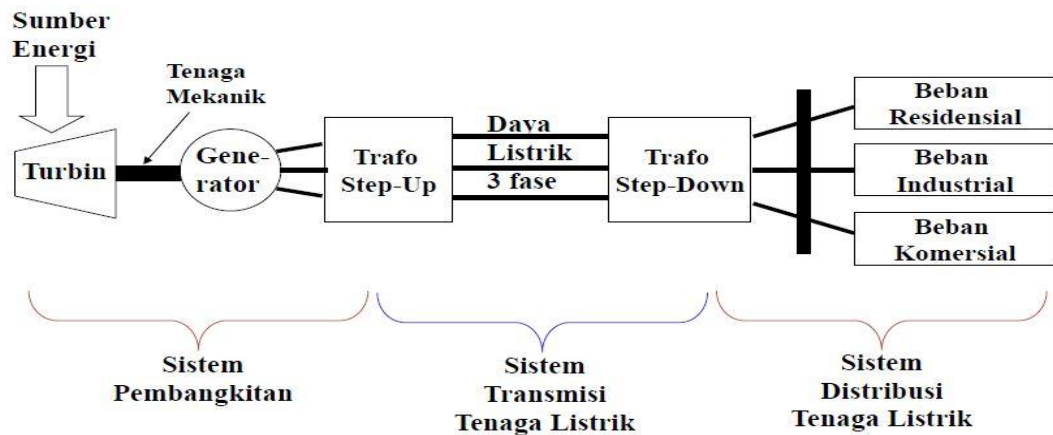 Sumber
Energi
Tenaga
Mekanik
Turbin
Gene-
rator
Trafo
Step-Up
Daya
Listrik
3 fase
Trafo
Step-Down
Beban
Residensial
Beban
Industrial
Beban
Komersial
Sistem
Pembangkitan
Sistem
Transmisi
Tenaga Listrik
Sistem
Distribusi
Tenaga Listrik